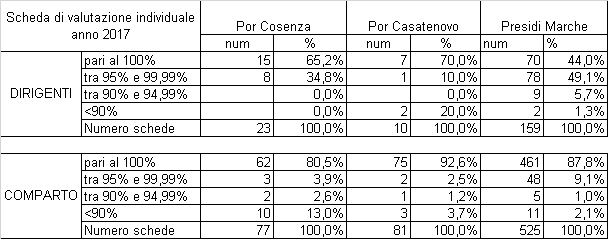 Scheda di valutazione individuale anno 2017 Por Cosenza Por Casatenovo Presidi Marche
num % num % num %
DIRIGENTI
pari al 100% 15 65,2% 7 70,0% 70 44,0%
tra 95% e 99,99% 8 34,8% 1 10,0% 78 49,1%
tra 90% e 94,99% 0,0% 0,0% 9 5,7%
<90% 0,0% 2 20,0% 2 1,3%
Numero schede 23 100,0% 10 100,0% 159 100,0%
COMPARTO
pari al 100% 62 80,5% 75 92,6% 461 87,8%
tra 95% e 99,99% 3 3,9% 2 2,5% 48 9,1%
tra 90% e 94,99% 2 2,6% 1 1,2% 5 1,0%
<90% 10 13,0% 3 3,7% 11 2,1%
Numero schede 77 100,0% 81 100,0% 525 100,0%